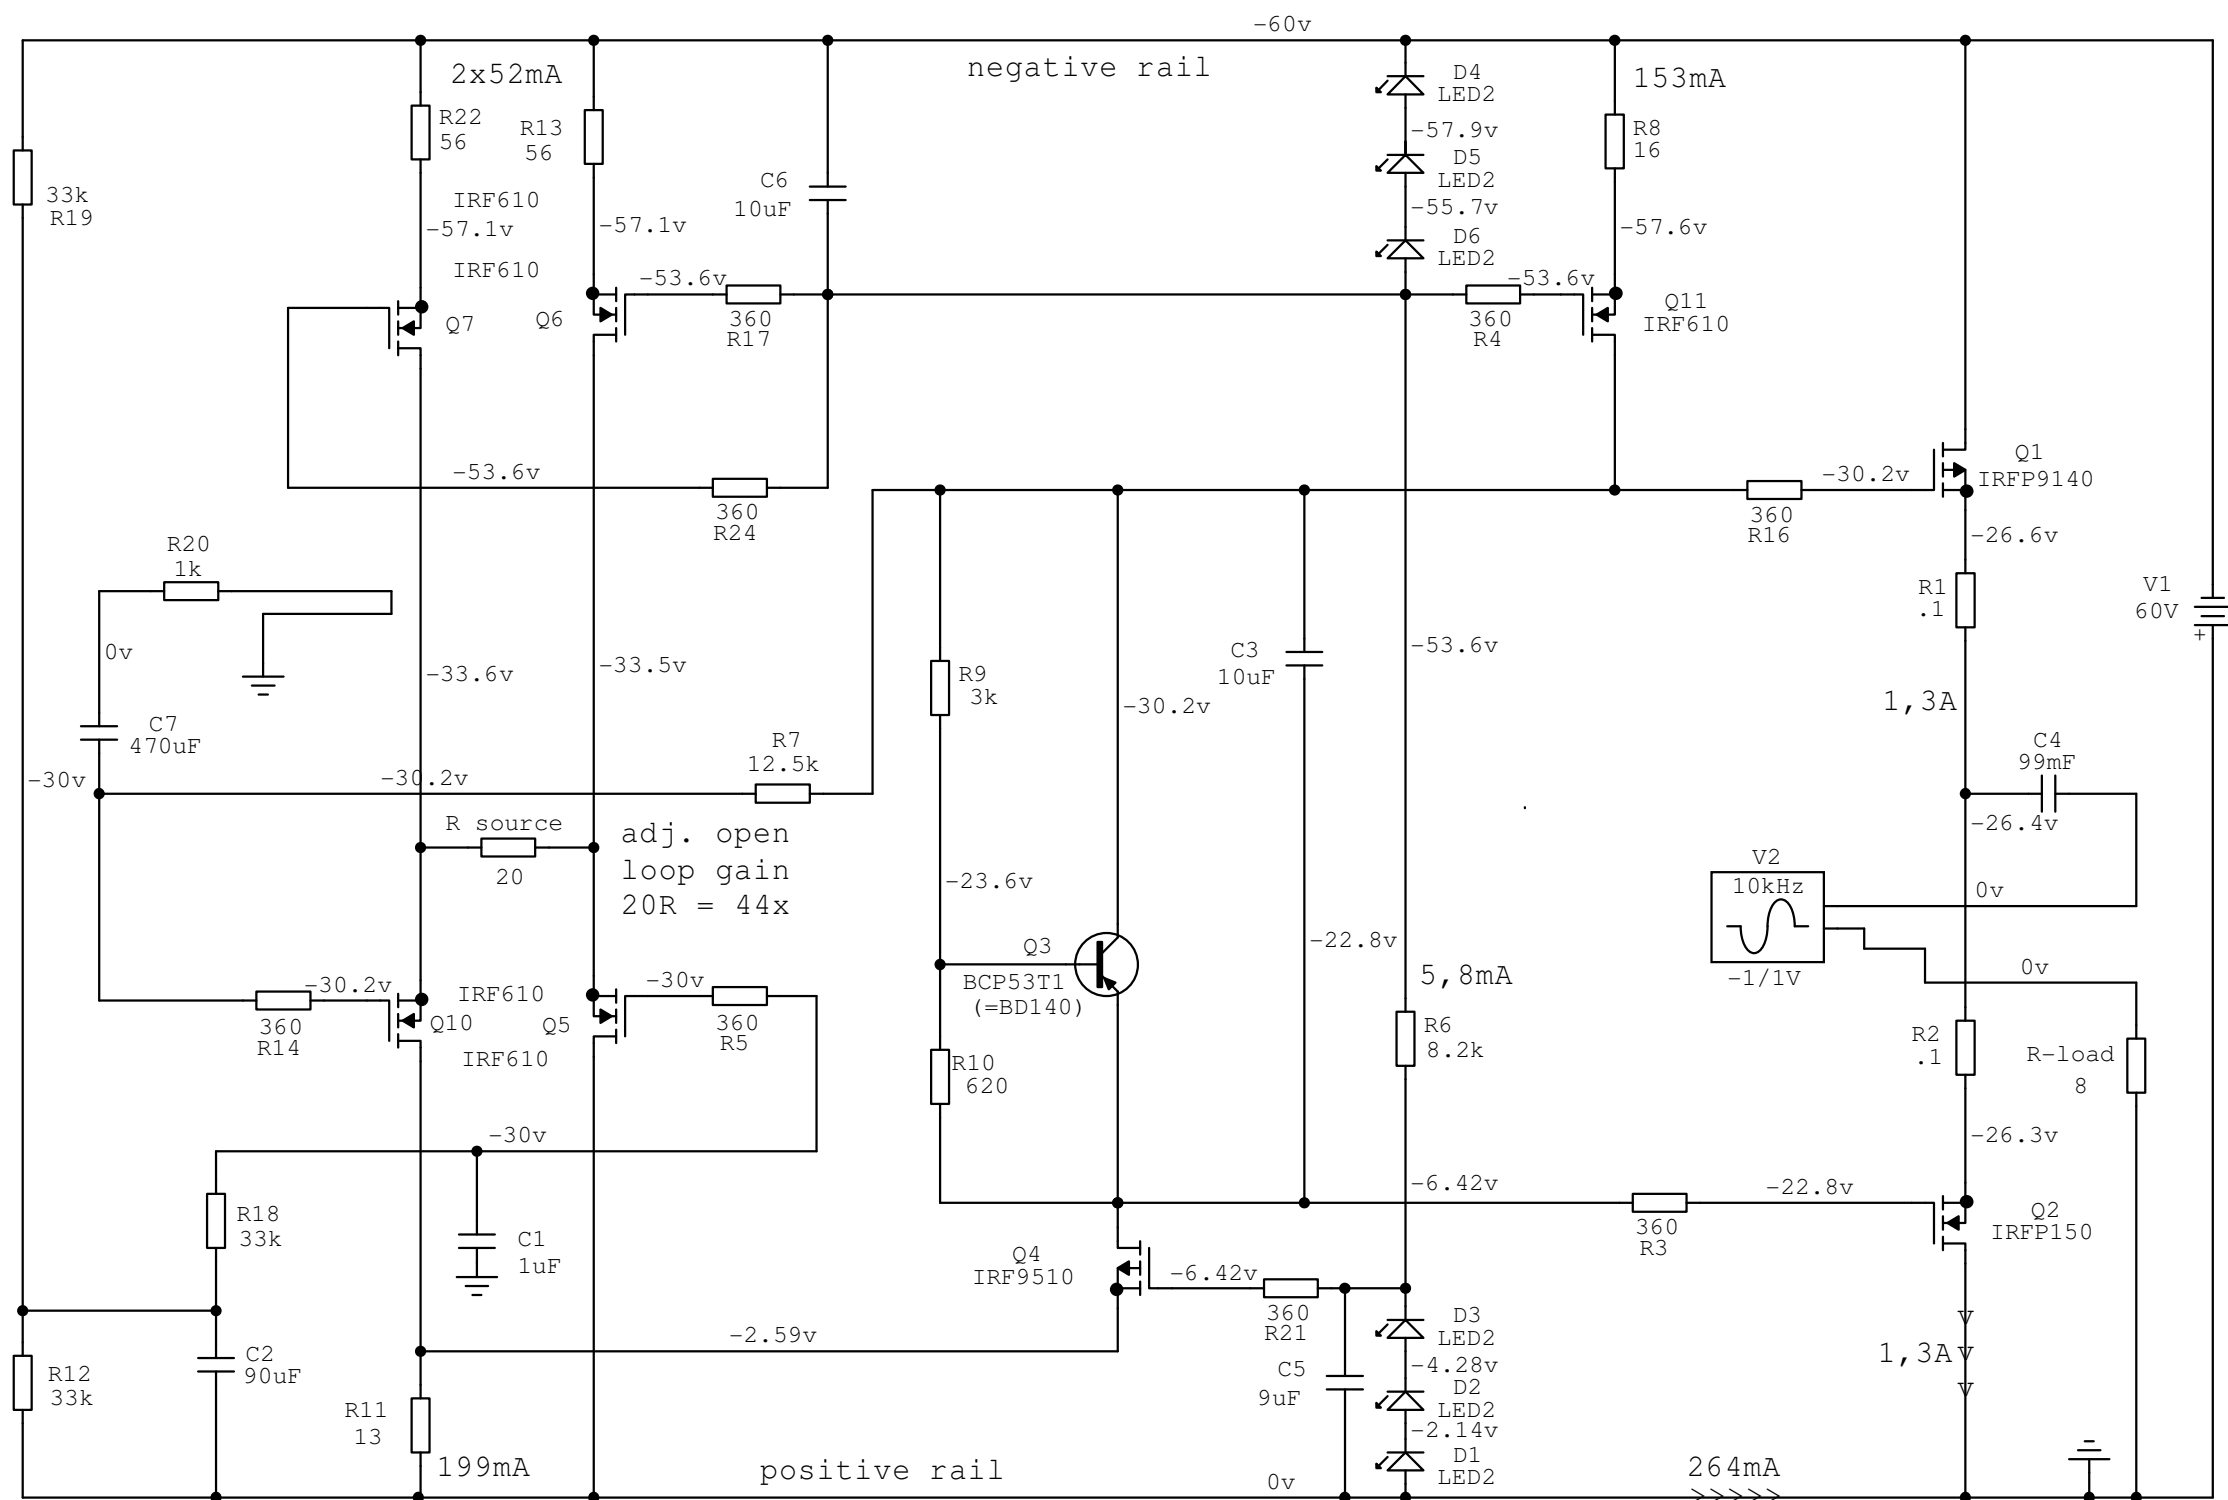 -60v
2x52mA
negative rail
D4
LED2
153mA
R22
56
R13
56
-57.9v
R8
16
33k
R19
C6
10uF
D5
LED2
IRF610
-57.1v
-57.1v
-55.7v
-57.6v
D6
LED2
IRF610
-53.6v
-53.6v
Q7
Q6
360
R17
360
R4
Q11
IRF610
-53.6v
360
R24
-30.2v
Q1
IRFP9140
360
R16
-26.6v
R20
1k
R1
.1
V1
60V
+
0v
-33.6v
-33.5v
C3
10uF
-53.6v
R9
3k
-30.2v
1,3A
C7
470uF
R7
12.5k
C4
99mF
-30v
-30.2v
-26.4v
R source
20
adj. open
loop gain
20R = 44x
-23.6v
V2
10kHz
-1/1V
0v
0v
Q3
BCP53T1
(=BD140)
-22.8v
5,8mA
-30.2v
IRF610
-30v
360
R14
Q10
Q5
360
R5
IRF610
R6
8.2k
R2
.1
R-load
8
R10
620
-30v
-26.3v
-6.42v
-22.8v
R18
33k
C1
1uF
360
R3
Q2
IRFP150
Q4
IRF9510
-6.42v
360
R21
D3
LED2
-2.59v
-4.28v
1,3A
V
V
V
R12
33k
C2
90uF
C5
9uF
D2
LED2
-2.14v
R11
13
D1
LED2
199mA
positive rail
0v
264mA
>>>>>